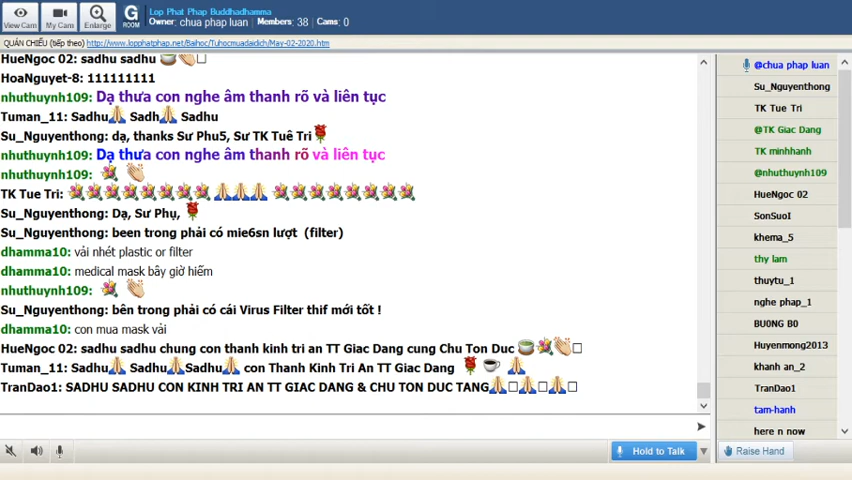 View Cam
My Cam
Enlarge
G ROOM
Lop Phat Phap Buddhadhamma
Owner: chua phap luan Members: 38 Cams: 0
QUÁN CHIẾU (tiếp theo) http://www.lopphatphap.net/Baihoc/Tuhocmuadaidich/May-02-2020.htm
HueNgoc 02: sadhu sadhu 🍵👏
HoaNguyet-8: 111111111
nhuthuynh109: Dạ thưa con nghe âm thanh rõ và liên tục
Tuman_11: Sadhu🙏 Sadh🙏 Sadhu
Su_Nguyenthong: dạ, thanks Sư Phu5, Sư TK Tuê Tri🌹
nhuthuynh109: Dạ thưa con nghe âm thanh rõ và liên tục
nhuthuynh109: 💐 👏
TK Tue Tri: 💐💐💐💐💐💐💐💐🙏🙏🙏 💐💐💐💐💐💐💐💐
Su_Nguyenthong: Dạ, Sư Phụ, 🌹
Su_Nguyenthong: been trong phải có mie6sn lượt (filter)
dhamma10: vải nhét plastic or filter
dhamma10: medical mask bây giờ hiếm
nhuthuynh109: 💐 👏
Su_Nguyenthong: bên trong phải có cái Virus Filter thif mới tốt !
dhamma10: con mua mask vải
HueNgoc 02: sadhu sadhu chung con thanh kinh tri an TT Giac Dang cung Chu Ton Duc 🍵💐👏
Tuman_11: Sadhu🙏 Sadhu🙏Sadhu🙏 con Thanh Kinh Tri An TT Giac Dang 🌹 ☕ 🙏
TranDao1: SADHU SADHU CON KINH TRI AN TT GIAC DANG & CHU TON DUC TANG🙏🙏🙏
Hold to Talk
@chua phap luan
Su_Nguyenthong
TK Tue Tri
@TK Giac Dang
TK minhhanh
@nhuthuynh109
HueNgoc 02
SonSuoI
khema_5
thy lam
thuytu_1
nghe phap_1
BU0NG B0
Huyenmong2013
khanh an_2
TranDao1
tam-hanh
here n now
Raise Hand